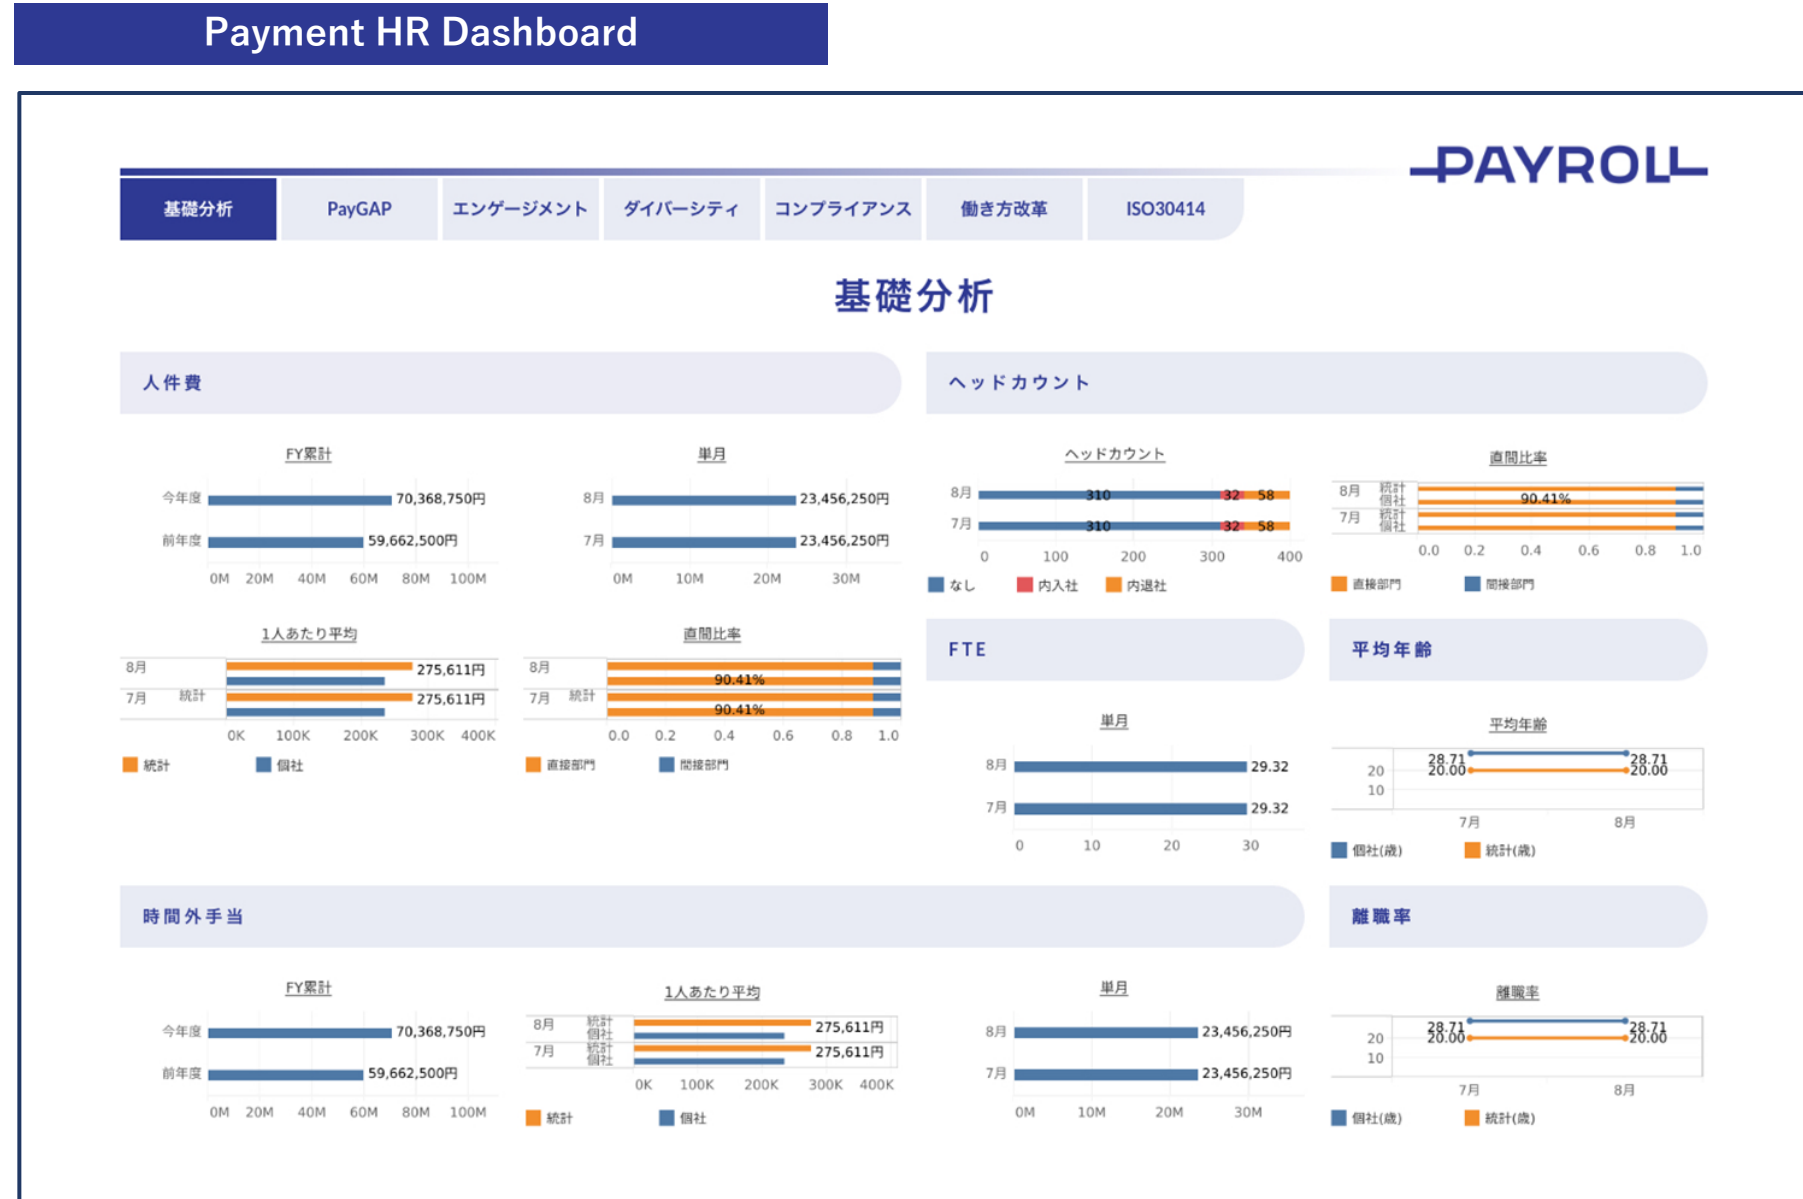 Payment HR Dashboard
PAYROLL
基礎分析 PayGAP エンゲージメント ダイバーシティ コンプライアンス 働き方改革 ISO30414
基礎分析
人件費
FY累計
今年度 70,368,750円
前年度 59,662,500円
0M 20M 40M 60M 80M 100M
単月
8月 23,456,250円
7月 23,456,250円
0M 10M 20M 30M
1人あたり平均
8月 275,611円
7月 統計 275,611円
0K 100K 200K 300K 400K
統計 個社
直間比率
8月 90.41%
7月 統計 90.41%
0.0 0.2 0.4 0.6 0.8 1.0
直接部門 間接部門
ヘッドカウント
ヘッドカウント
8月 310 32 58
7月 310 32 58
0 100 200 300 400
なし 内入社 内退社
直間比率
8月 統計
個社 90.41%
7月 統計
個社
0.0 0.2 0.4 0.6 0.8 1.0
直接部門 間接部門
FTE
単月
8月 29.32
7月 29.32
0 10 20 30
平均年齢
平均年齢
28.71 28.71
20 20.00 20.00
10
7月 8月
個社(歳) 統計(歳)
時間外手当
FY累計
今年度 70,368,750円
前年度 59,662,500円
0M 20M 40M 60M 80M 100M
1人あたり平均
8月 統計 275,611円
個社
7月 統計 275,611円
個社
0K 100K 200K 300K 400K
統計 個社
単月
8月 23,456,250円
7月 23,456,250円
0M 10M 20M 30M
離職率
離職率
28.71 28.71
20 20.00 20.00
10
7月 8月
個社(歳) 統計(歳)